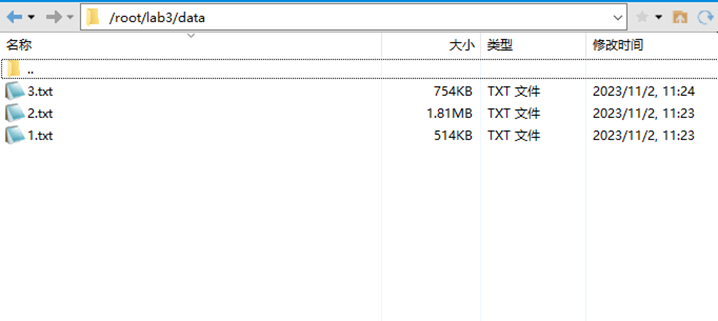 /root/lab3/data
名称 大小 类型 修改时间
..
3.txt 754KB TXT 文件 2023/11/2, 11:24
2.txt 1.81MB TXT 文件 2023/11/2, 11:23
1.txt 514KB TXT 文件 2023/11/2, 11:23